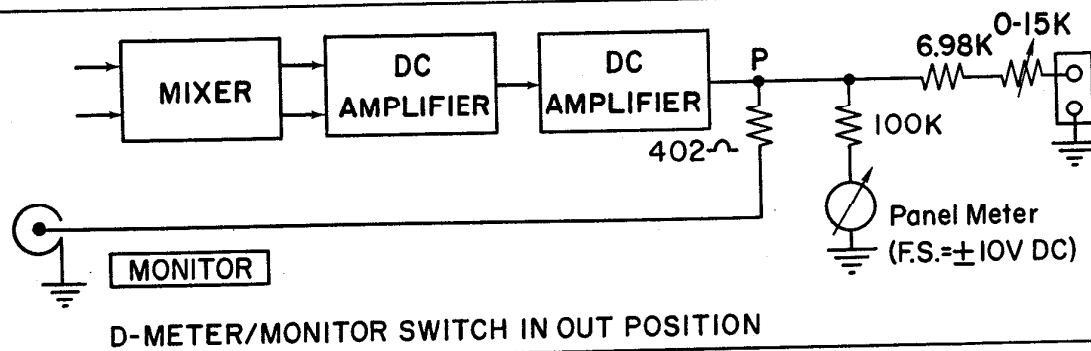 MIXER
DC
AMPLIFIER
DC
AMPLIFIER
P
6.98K
0-15K
402Ω
100K
Panel Meter
(F.S.=±10V DC)
MONITOR
D-METER/MONITOR SWITCH IN OUT POSITION